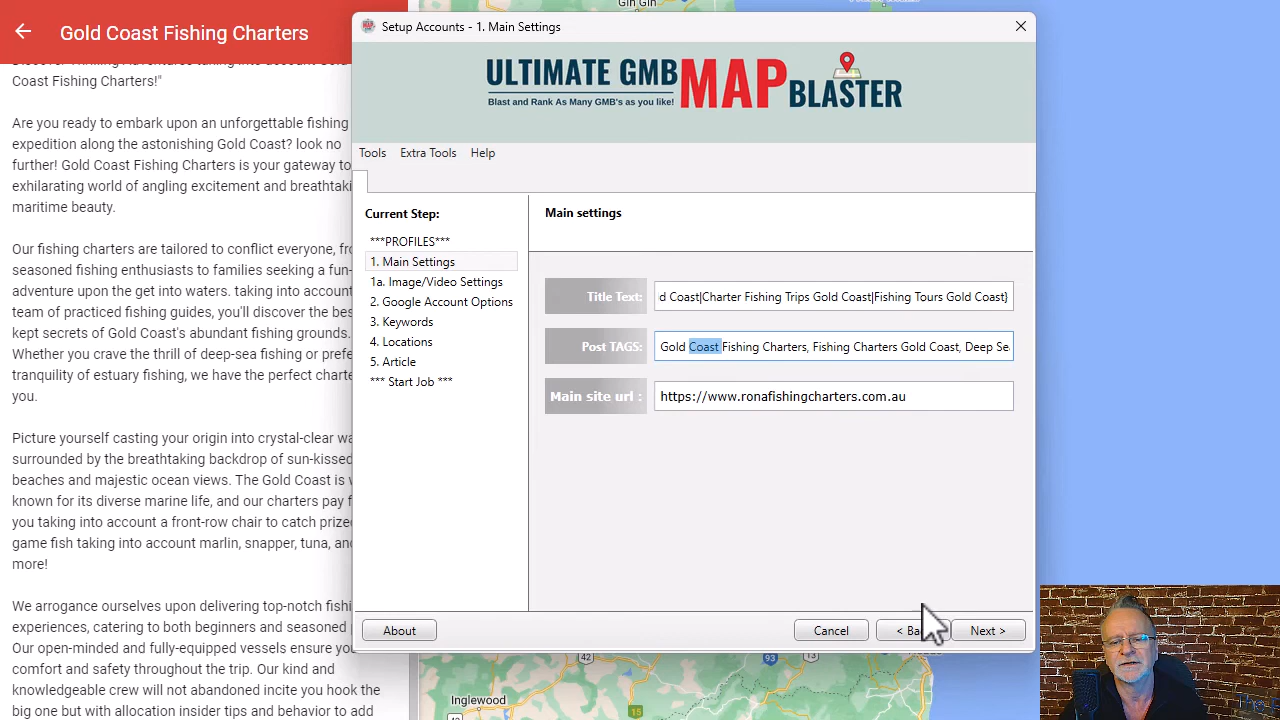 Gold Coast Fishing Charters
Coast Fishing Charters!"
Are you ready to embark upon an unforgettable fishing
expedition along the astonishing Gold Coast? look no
further! Gold Coast Fishing Charters is your gateway to
exhilarating world of angling excitement and
maritime beauty.
Our fishing charters are tailored to conflict everyone,
seasoned fishing enthusiasts to families seeking a fun-
adventure upon the get into waters. taking into account
team of practiced fishing guides, you'll discover the
kept secrets of Gold Coast's abundant fishing grounds.
Whether you crave the thrill of deep-sea fishing or
tranquility of estuary fishing, we have the perfect
you.
Picture yourself casting your origin into crystal-clear
surrounded by the breathtaking backdrop of sun-kissed
beaches and majestic ocean views. The Gold Coast is
known for its diverse marine life, and our charters pay
you taking into account a front-row chair to catch
game fish taking into account marlin, snapper, tuna,
more!
We arrogance ourselves upon delivering top-notch
experiences, catering to both beginners and seasoned
Our open-minded and fully-equipped vessels ensure
comfort and safety throughout the trip. Our kind and
knowledgeable crew will not abandoned incite you hook the
big one but with allocation insider tips and behavior to add
Setup Accounts - 1. Main Settings
ULTIMATE GMB MAP BLASTER
Blast and Rank As Many GMB's as you like!
Tools Extra Tools Help
Current Step:
***PROFILES***
1. Main Settings
1a. Image/Video Settings
2. Google Account Options
3. Keywords
4. Locations
5. Article
*** Start Job ***
Main settings
Title Text: d Coast|Charter Fishing Trips Gold Coast|Fishing Tours Gold Coast}
Post TAGS: Gold Coast Fishing Charters, Fishing Charters Gold Coast, Deep
Main site url : https://www.ronafishingcharters.com.au
About Cancel < Next >
Gin Gin
42
93
13
Inglewood
15